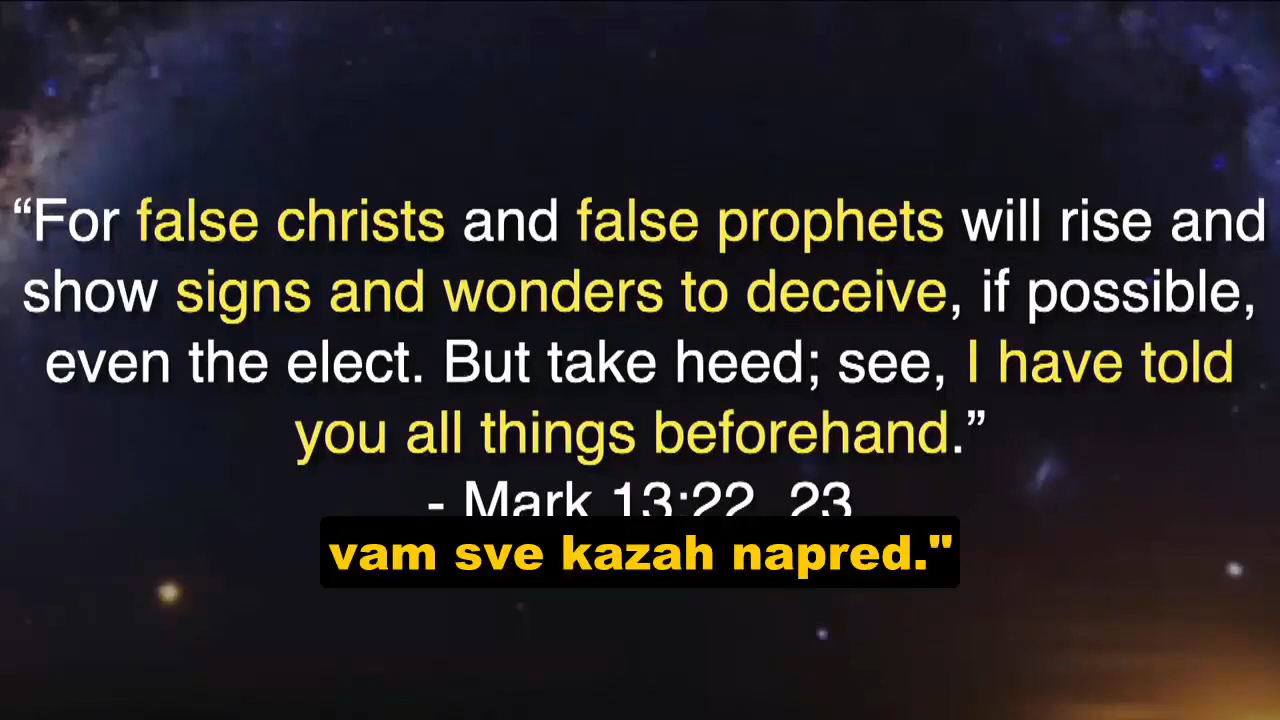 “For false christs and false prophets will rise and
show signs and wonders to deceive, if possible,
even the elect. But take heed; see, I have told
you all things beforehand.”
- Mark 13:22, 23
vam sve kazah napred."